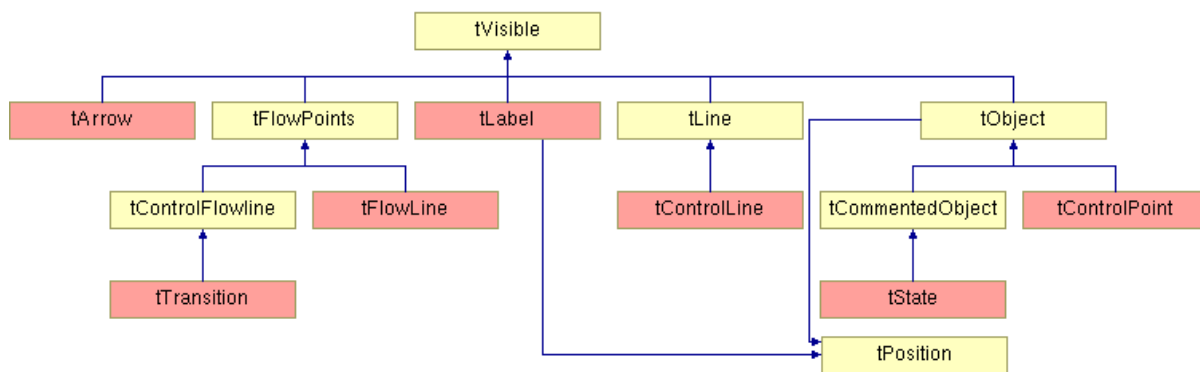 tVisible
tArrow
tFlowPoints
tLabel
tLine
tObject
tControlFlowline
tFlowLine
tControlLine
tCommentedObject
tControlPoint
tTransition
tState
tPosition